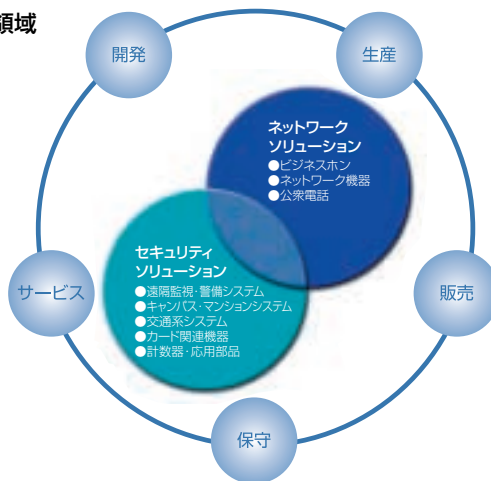 領域
開発
生産
ネットワーク
ソリューション
●ビジネスホン
●ネットワーク機器
●公衆電話
セキュリティ
ソリューション
●遠隔監視・警備システム
●キャンパス・マンションシステム
●交通系システム
●カード関連機器
●計数器・応用部品
サービス
販売
保守